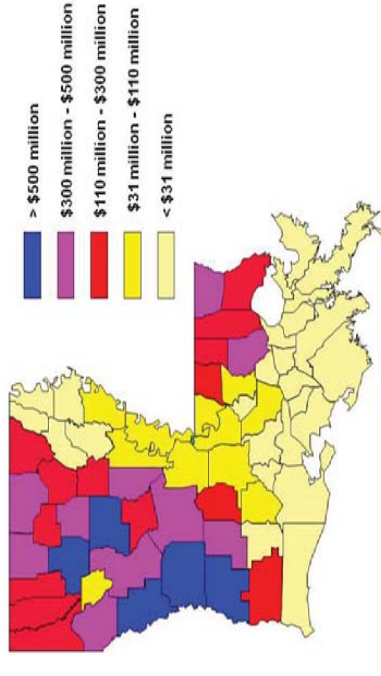 > $500 million
$300 million - $500 million
$110 million - $300 million
$31 million - $110 million
< $31 million